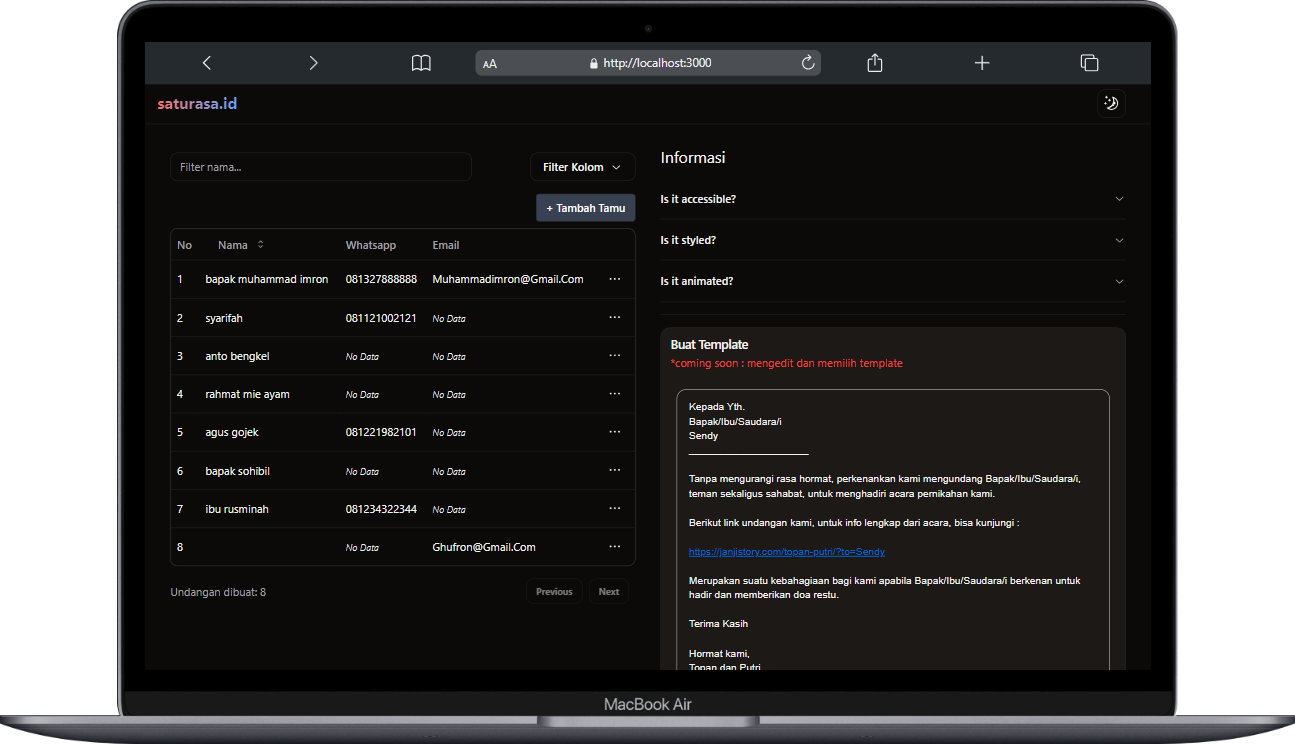 AA http://localhost:3000
saturasa.id
Filter nama...
Filter Kolom
+ Tambah Tamu
No Nama Whatsapp Email
1 bapak muhammad imron 081327888888 Muhammadimron@Gmail.Com ...
2 syarifah 081121002121 No Data ...
3 anto bengkel No Data No Data ...
4 rahmat mie ayam No Data No Data ...
5 agus gojek 081221982101 No Data ...
6 bapak sohibil No Data No Data ...
7 ibu rusminah 081234322344 No Data ...
8 No Data Ghufron@Gmail.Com ...
Undangan dibuat: 8
Previous Next
Informasi
Is it accessible?
Is it styled?
Is it animated?
Buat Template
*coming soon : mengedit dan memilih template
Kepada Yth.
Bapak/Ibu/Saudara/i
Sendy
Tanpa mengurangi rasa hormat, perkenankan kami mengundang Bapak/Ibu/Saudara/i,
teman sekaligus sahabat, untuk menghadiri acara pernikahan kami.
Berikut link undangan kami, untuk info lengkap dari acara, bisa kunjungi :
https://janjistory.com/topan-putri/?to=Sendy
Merupakan suatu kebahagiaan bagi kami apabila Bapak/Ibu/Saudara/i berkenan untuk
hadir dan memberikan doa restu.
Terima Kasih
Hormat kami,
Topan dan Putri
MacBook Air